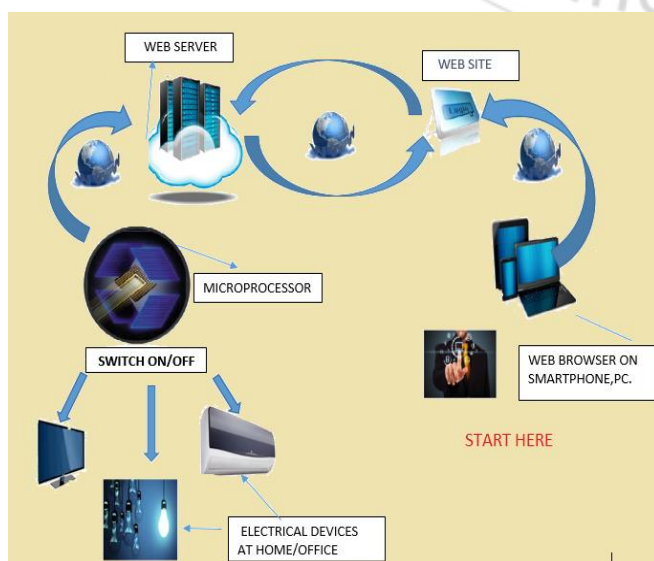 WEB SERVER
WEB SITE
MICROPROCESSOR
SWITCH ON/OFF
WEB BROWSER ON
SMARTPHONE,PC.
START HERE
ELECTRICAL DEVICES
AT HOME/OFFICE